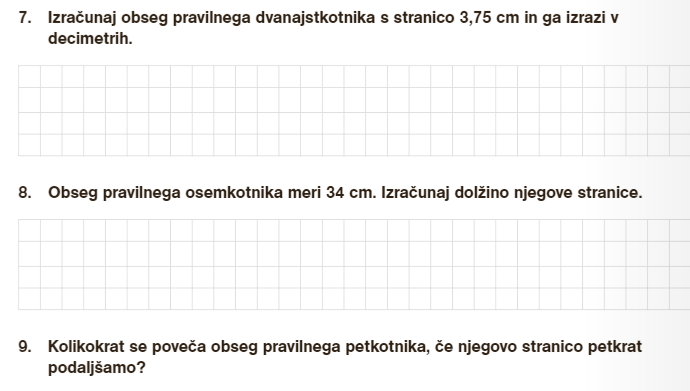 7. Izračunaj obseg pravilnega dvanajstkotnika s stranico 3,75 cm in ga izrazi v
decimetrih.
8. Obseg pravilnega osemkotnika meri 34 cm. Izračunaj dolžino njegove stranice.
9. Kolikokrat se poveča obseg pravilnega petkotnika, če njegovo stranico petkrat
podaljšamo?